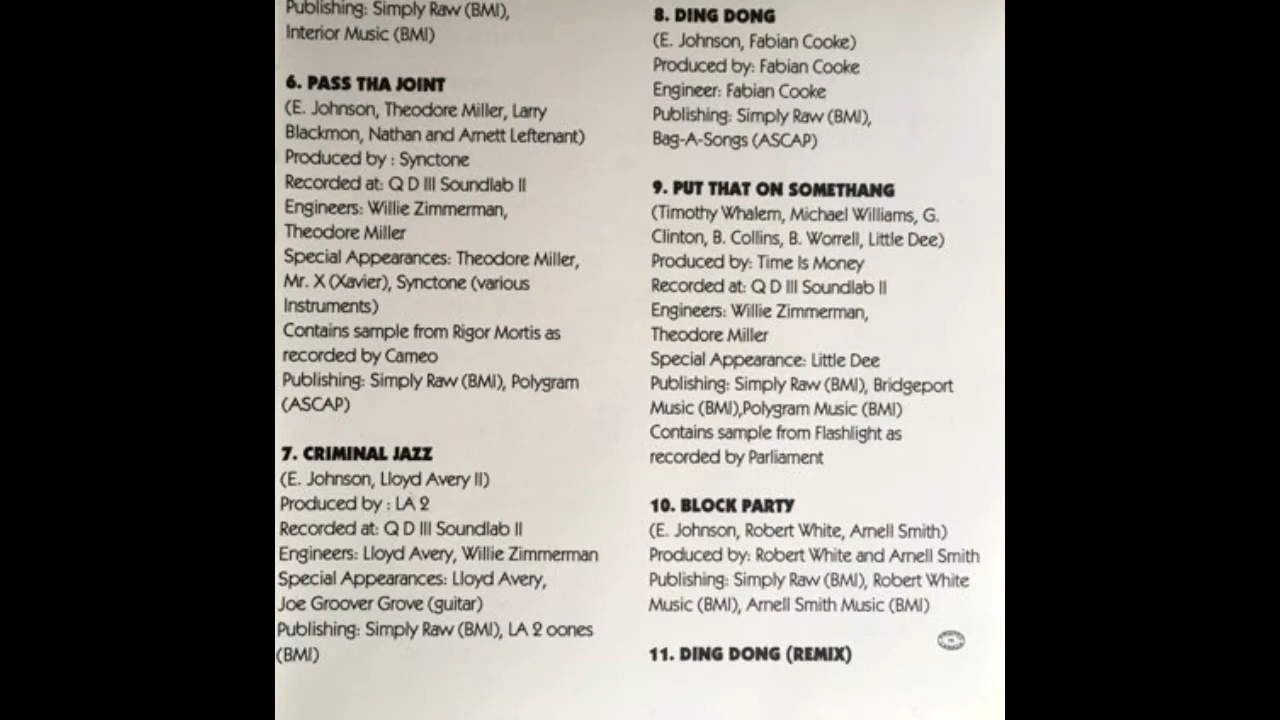 Publishing: Simply Raw (BMI),
Interior Music (BMI)
6. PASS THA JOINT
(E. Johnson, Theodore Miller, Larry
Blackmon, Nathan and Arnett Leftenant)
Produced by : Synctone
Recorded at: Q D III Soundlab II
Engineers: Willie Zimmerman,
Theodore Miller
Special Appearances: Theodore Miller,
Mr. X (Xavier), Synctone (various
Instruments)
Contains sample from Rigor Mortis as
recorded by Cameo
Publishing: Simply Raw (BMI), Polygram
(ASCAP)
7. CRIMINAL JAZZ
(E. Johnson, Lloyd Avery II)
Produced by : LA 2
Recorded at: Q D III Soundlab II
Engineers: Lloyd Avery, Willie Zimmerman
Special Appearances: Lloyd Avery,
Joe Groover Grove (guitar)
Publishing: Simply Raw (BMI), LA 2 oones
(BMI)
8. DING DONG
(E. Johnson, Fabian Cooke)
Produced by: Fabian Cooke
Engineer: Fabian Cooke
Publishing: Simply Raw (BMI),
Bag-A-Songs (ASCAP)
9. PUT THAT ON SOMETHANG
(Timothy Whalem, Michael Williams, G.
Clinton, B. Collins, B. Worrell, Little Dee)
Produced by: Time Is Money
Recorded at: Q D III Soundlab II
Engineers: Willie Zimmerman,
Theodore Miller
Special Appearance: Little Dee
Publishing: Simply Raw (BMI), Bridgeport
Music (BMI),Polygram Music (BMI)
Contains sample from Flashlight as
recorded by Parliament
10. BLOCK PARTY
(E. Johnson, Robert White, Arnell Smith)
Produced by: Robert White and Arnell Smith
Publishing: Simply Raw (BMI), Robert White
Music (BMI), Arnell Smith Music (BMI)
11. DING DONG (REMIX)